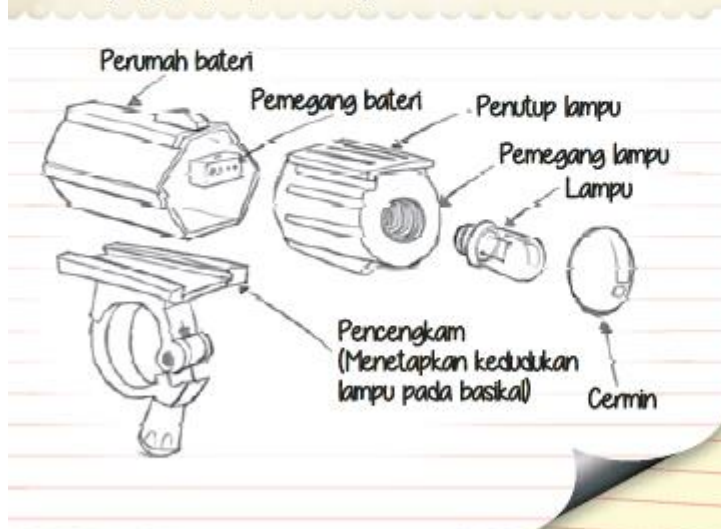 Perumah bateri
Pemegang bateri
Penutup lampu
Pemegang lampu
Lampu
Pencengkam
(Menetapkan kedudukan
lampu pada basikal)
Cermin